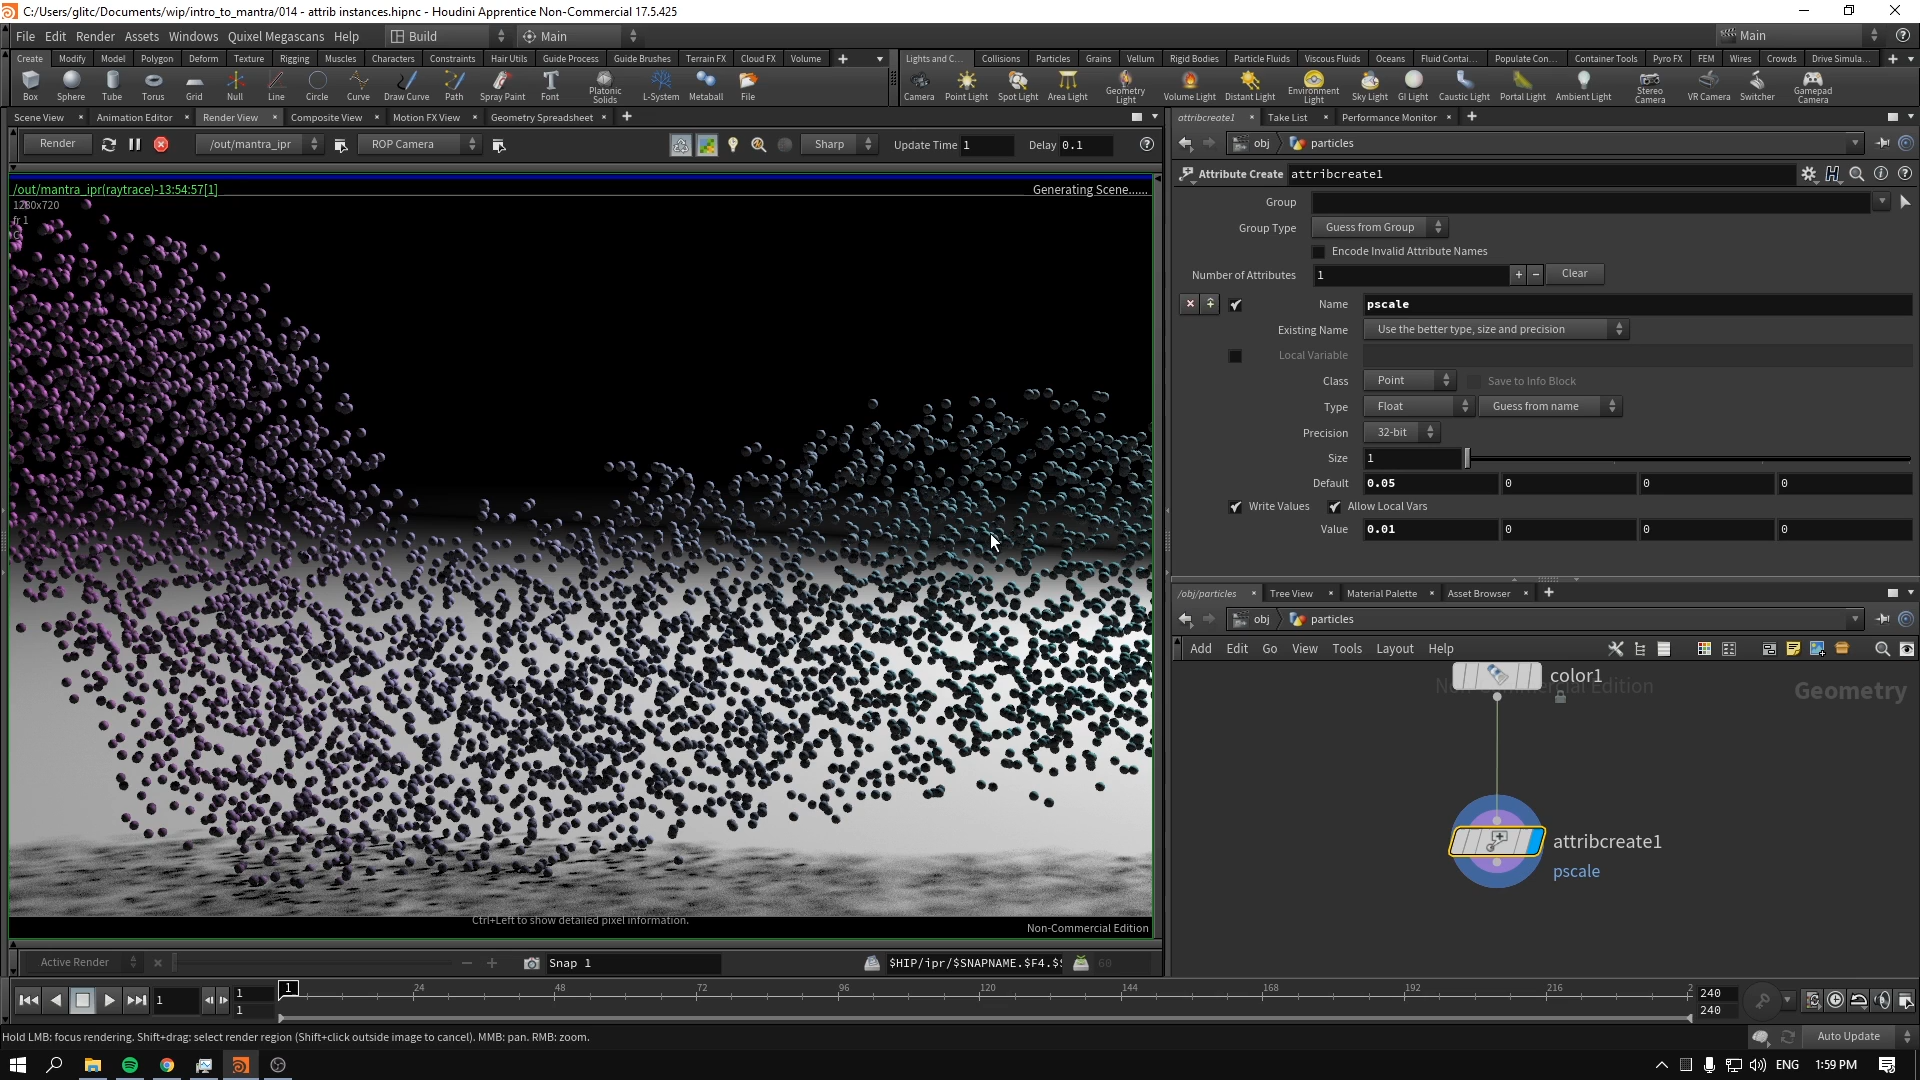 C:/Users/glitc/Documents/wip/intro_to_mantra/014 - attrib instances.hipnc - Houdini Apprentice Non-Commercial 17.5.425
File Edit Render Assets Windows Quixel Megascans Help Build Main Main
Create Modify Model Polygon Deform Texture Rigging Muscles Characters Constraints Hair Utils Guide Process Guide Brushes Terrain FX Cloud FX Volume
Lights and C... Collisions Particles Grains Vellum Rigid Bodies Particle Fluids Viscous Fluids Oceans Fluid Contai... Populate Con... Container Tools Pyro FX FEM Wires Crowds Drive Simula...
Box Sphere Tube Torus Grid Null Line Circle Curve Draw Curve Path Spray Paint Font Platonic Solids L-System Metaball File
Camera Point Light Spot Light Area Light Geometry Light Volume Light Distant Light Environment Light Sky Light GI Light Caustic Light Portal Light Ambient Light Stereo Camera VR Camera Switcher Gamepad Camera
Scene View Animation Editor Render View Composite View Motion FX View Geometry Spreadsheet
Render /out/mantra_ipr ROP Camera Sharp Update Time 1 Delay 0.1
/out/mantra_ipr(raytrace)-13:54:57[1] Generating Scene......
1280x720
fr 1
C
Ctrl+Left to show detailed pixel information.
Non-Commercial Edition
Active Render Snap 1 $HIP/ipr/$SNAPNAME.$F4.$S 60
attribcreate1 Take List Performance Monitor
obj particles
Attribute Create attribcreate1
Group
Group Type Guess from Group
Encode Invalid Attribute Names
Number of Attributes 1 + - Clear
Name pscale
Existing Name Use the better type, size and precision
Local Variable
Class Point Save to Info Block
Type Float Guess from name
Precision 32-bit
Size 1
Default 0.05 0 0 0
Write Values Allow Local Vars
Value 0.01 0 0 0
/obj/particles Tree View Material Palette Asset Browser
obj particles
Add Edit Go View Tools Layout Help
color1
Non-Commercial Edition
Geometry
attribcreate1
pscale
1 1 1 1 24 48 72 96 120 144 168 192 216 2 240 240
Hold LMB: focus rendering. Shift+drag: select render region (Shift+click outside image to cancel). MMB: pan. RMB: zoom.
Auto Update
ENG 1:59 PM